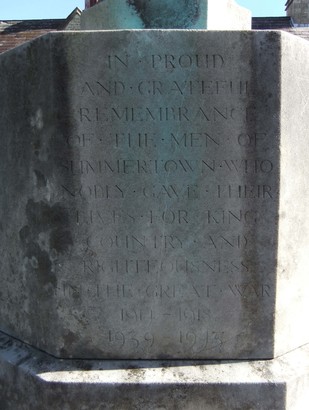 IN · PROUD
AND · GRATEFUL
REMEMBRANCE
OF · THE · MEN · OF
SUMMERTOWN · WHO
NOBLY · GAVE · THEIR
LIVES · FOR · KING
COUNTRY · AND
RIGHTEOUSNESS
IN · THE · GREAT · WAR
1939